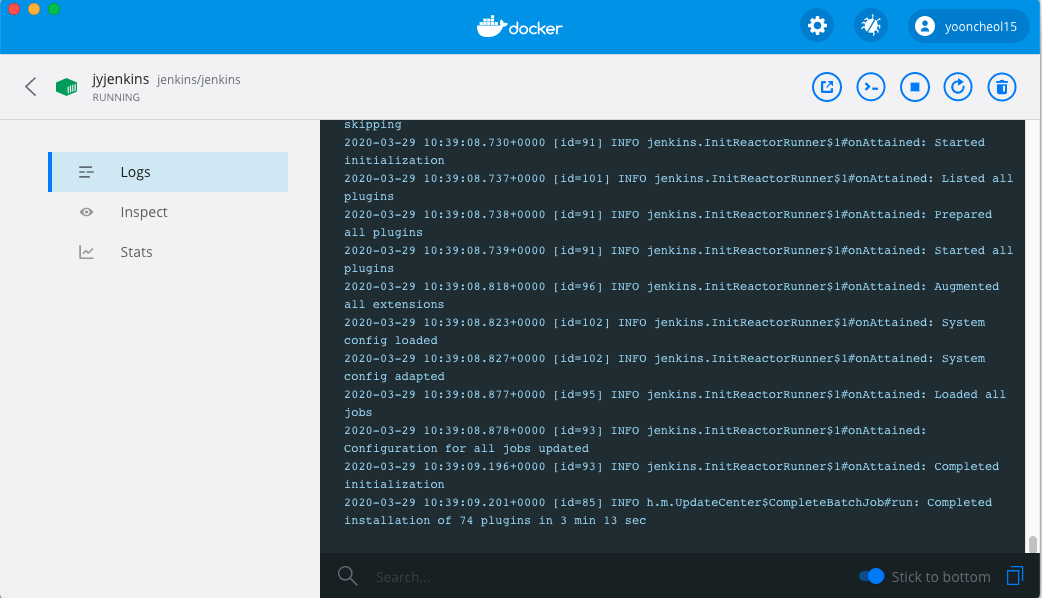 docker
yooncheol15
jyjenkins jenkins/jenkins
RUNNING
Logs
Inspect
Stats
skipping
2020-03-29 10:39:08.730+0000 [id=91] INFO jenkins.InitReactorRunner$1#onAttained: Started
initialization
2020-03-29 10:39:08.737+0000 [id=101] INFO jenkins.InitReactorRunner$1#onAttained: Listed all
plugins
2020-03-29 10:39:08.738+0000 [id=91] INFO jenkins.InitReactorRunner$1#onAttained: Prepared
all plugins
2020-03-29 10:39:08.739+0000 [id=91] INFO jenkins.InitReactorRunner$1#onAttained: Started all
plugins
2020-03-29 10:39:08.818+0000 [id=96] INFO jenkins.InitReactorRunner$1#onAttained: Augmented
all extensions
2020-03-29 10:39:08.823+0000 [id=102] INFO jenkins.InitReactorRunner$1#onAttained: System
config loaded
2020-03-29 10:39:08.827+0000 [id=102] INFO jenkins.InitReactorRunner$1#onAttained: System
config adapted
2020-03-29 10:39:08.877+0000 [id=95] INFO jenkins.InitReactorRunner$1#onAttained: Loaded all
jobs
2020-03-29 10:39:08.878+0000 [id=93] INFO jenkins.InitReactorRunner$1#onAttained:
Configuration for all jobs updated
2020-03-29 10:39:09.196+0000 [id=93] INFO jenkins.InitReactorRunner$1#onAttained: Completed
initialization
2020-03-29 10:39:09.201+0000 [id=85] INFO h.m.UpdateCenter$CompleteBatchJob#run: Completed
installation of 74 plugins in 3 min 13 sec
Search...
Stick to bottom